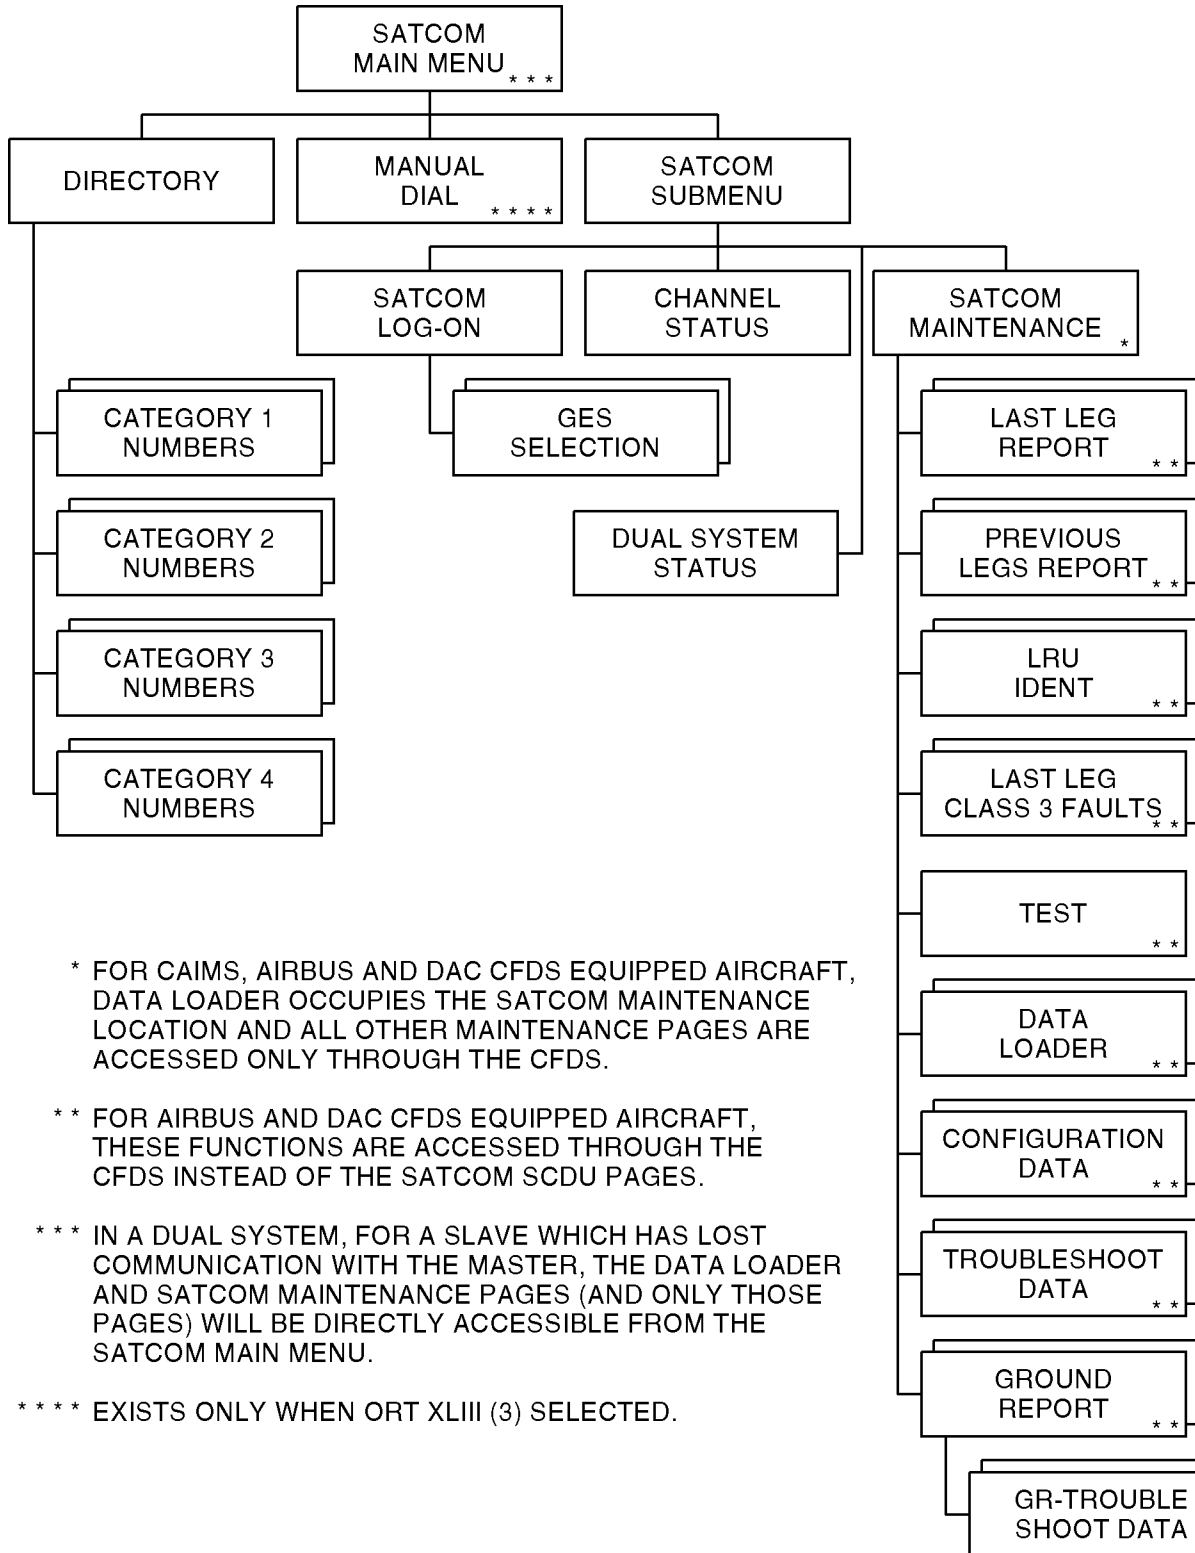 SATCOM
MAIN MENU
* * *
DIRECTORY
MANUAL
DIAL
* * * *
SATCOM
SUBMENU
SATCOM
LOG-ON
CHANNEL
STATUS
SATCOM
MAINTENANCE
*
CATEGORY 1
NUMBERS
GES
SELECTION
LAST LEG
REPORT
* *
CATEGORY 2
NUMBERS
DUAL SYSTEM
STATUS
PREVIOUS
LEGS REPORT
* *
CATEGORY 3
NUMBERS
LRU
IDENT
* *
CATEGORY 4
NUMBERS
LAST LEG
CLASS 3 FAULTS
* *
TEST
* *
DATA
LOADER
* *
CONFIGURATION
DATA
* *
TROUBLESHOOT
DATA
* *
GROUND
REPORT
* *
GR-TROUBLE
SHOOT DATA
* FOR CAIMS, AIRBUS AND DAC CFDS EQUIPPED AIRCRAFT,
DATA LOADER OCCUPIES THE SATCOM MAINTENANCE
LOCATION AND ALL OTHER MAINTENANCE PAGES ARE
ACCESSED ONLY THROUGH THE CFDS.
* * FOR AIRBUS AND DAC CFDS EQUIPPED AIRCRAFT,
THESE FUNCTIONS ARE ACCESSED THROUGH THE
CFDS INSTEAD OF THE SATCOM SCDU PAGES.
* * * IN A DUAL SYSTEM, FOR A SLAVE WHICH HAS LOST
COMMUNICATION WITH THE MASTER, THE DATA LOADER
AND SATCOM MAINTENANCE PAGES (AND ONLY THOSE
PAGES) WILL BE DIRECTLY ACCESSIBLE FROM THE
SATCOM MAIN MENU.
* * * * EXISTS ONLY WHEN ORT XLIII (3) SELECTED.